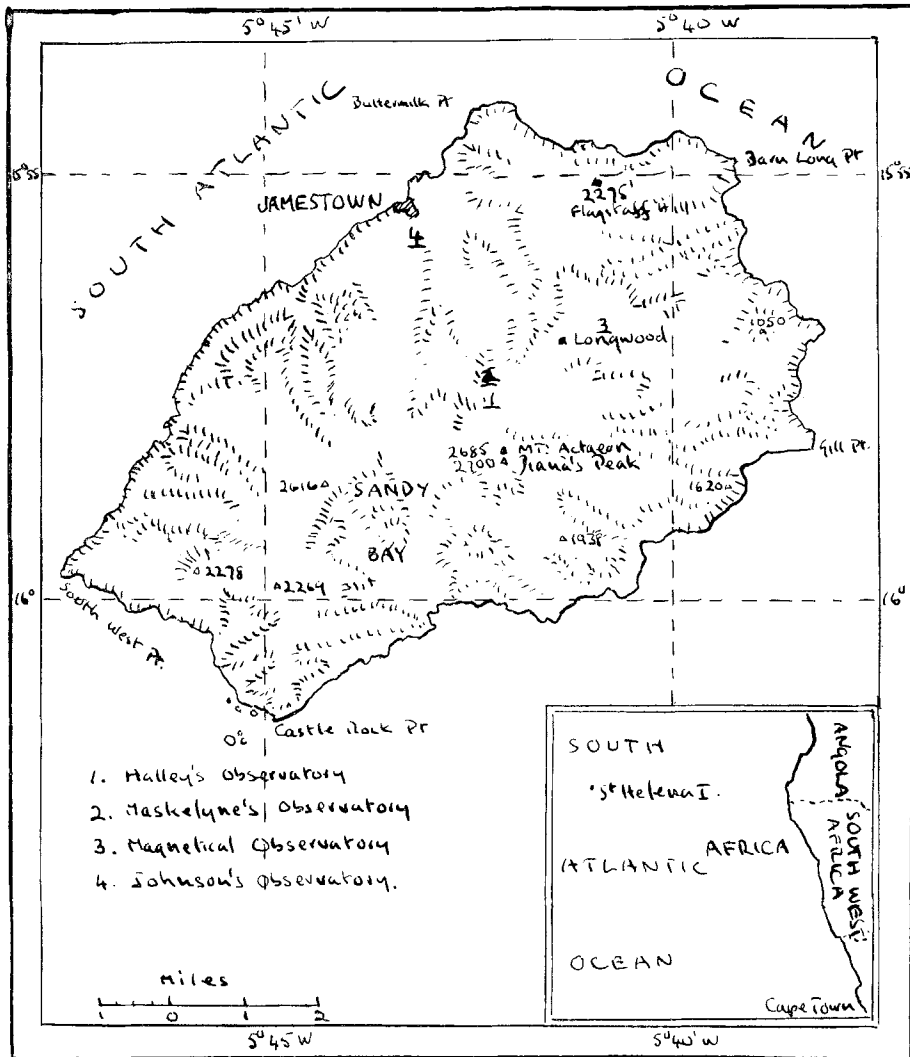 5° 45' W
5° 40 W
SOUTH ATLANTIC
OCEAN
Buttermilk Pt
Barn Long Pt.
15°55
JAMESTOWN
2275'
Flagstaff Hill
4
3
Longwood
1050
1
2685 MT. Actaeon
2700 Diana's Peak
Gill Pt.
2616 SANDY
1620
BAY
1938
2278
2269
16°
16°
South West Pt.
Castle Rock Pt
1. Halley's Observatory
2. Maskelyne's Observatory
3. Magnetical Observatory
4. Johnson's Observatory.
Miles
1 0 1 2
SOUTH
St Helena I.
ATLANTIC
AFRICA
OCEAN
ANGOLA
SOUTH WEST
AFRICA
Cape Town
5° 45 W
5° 40' W